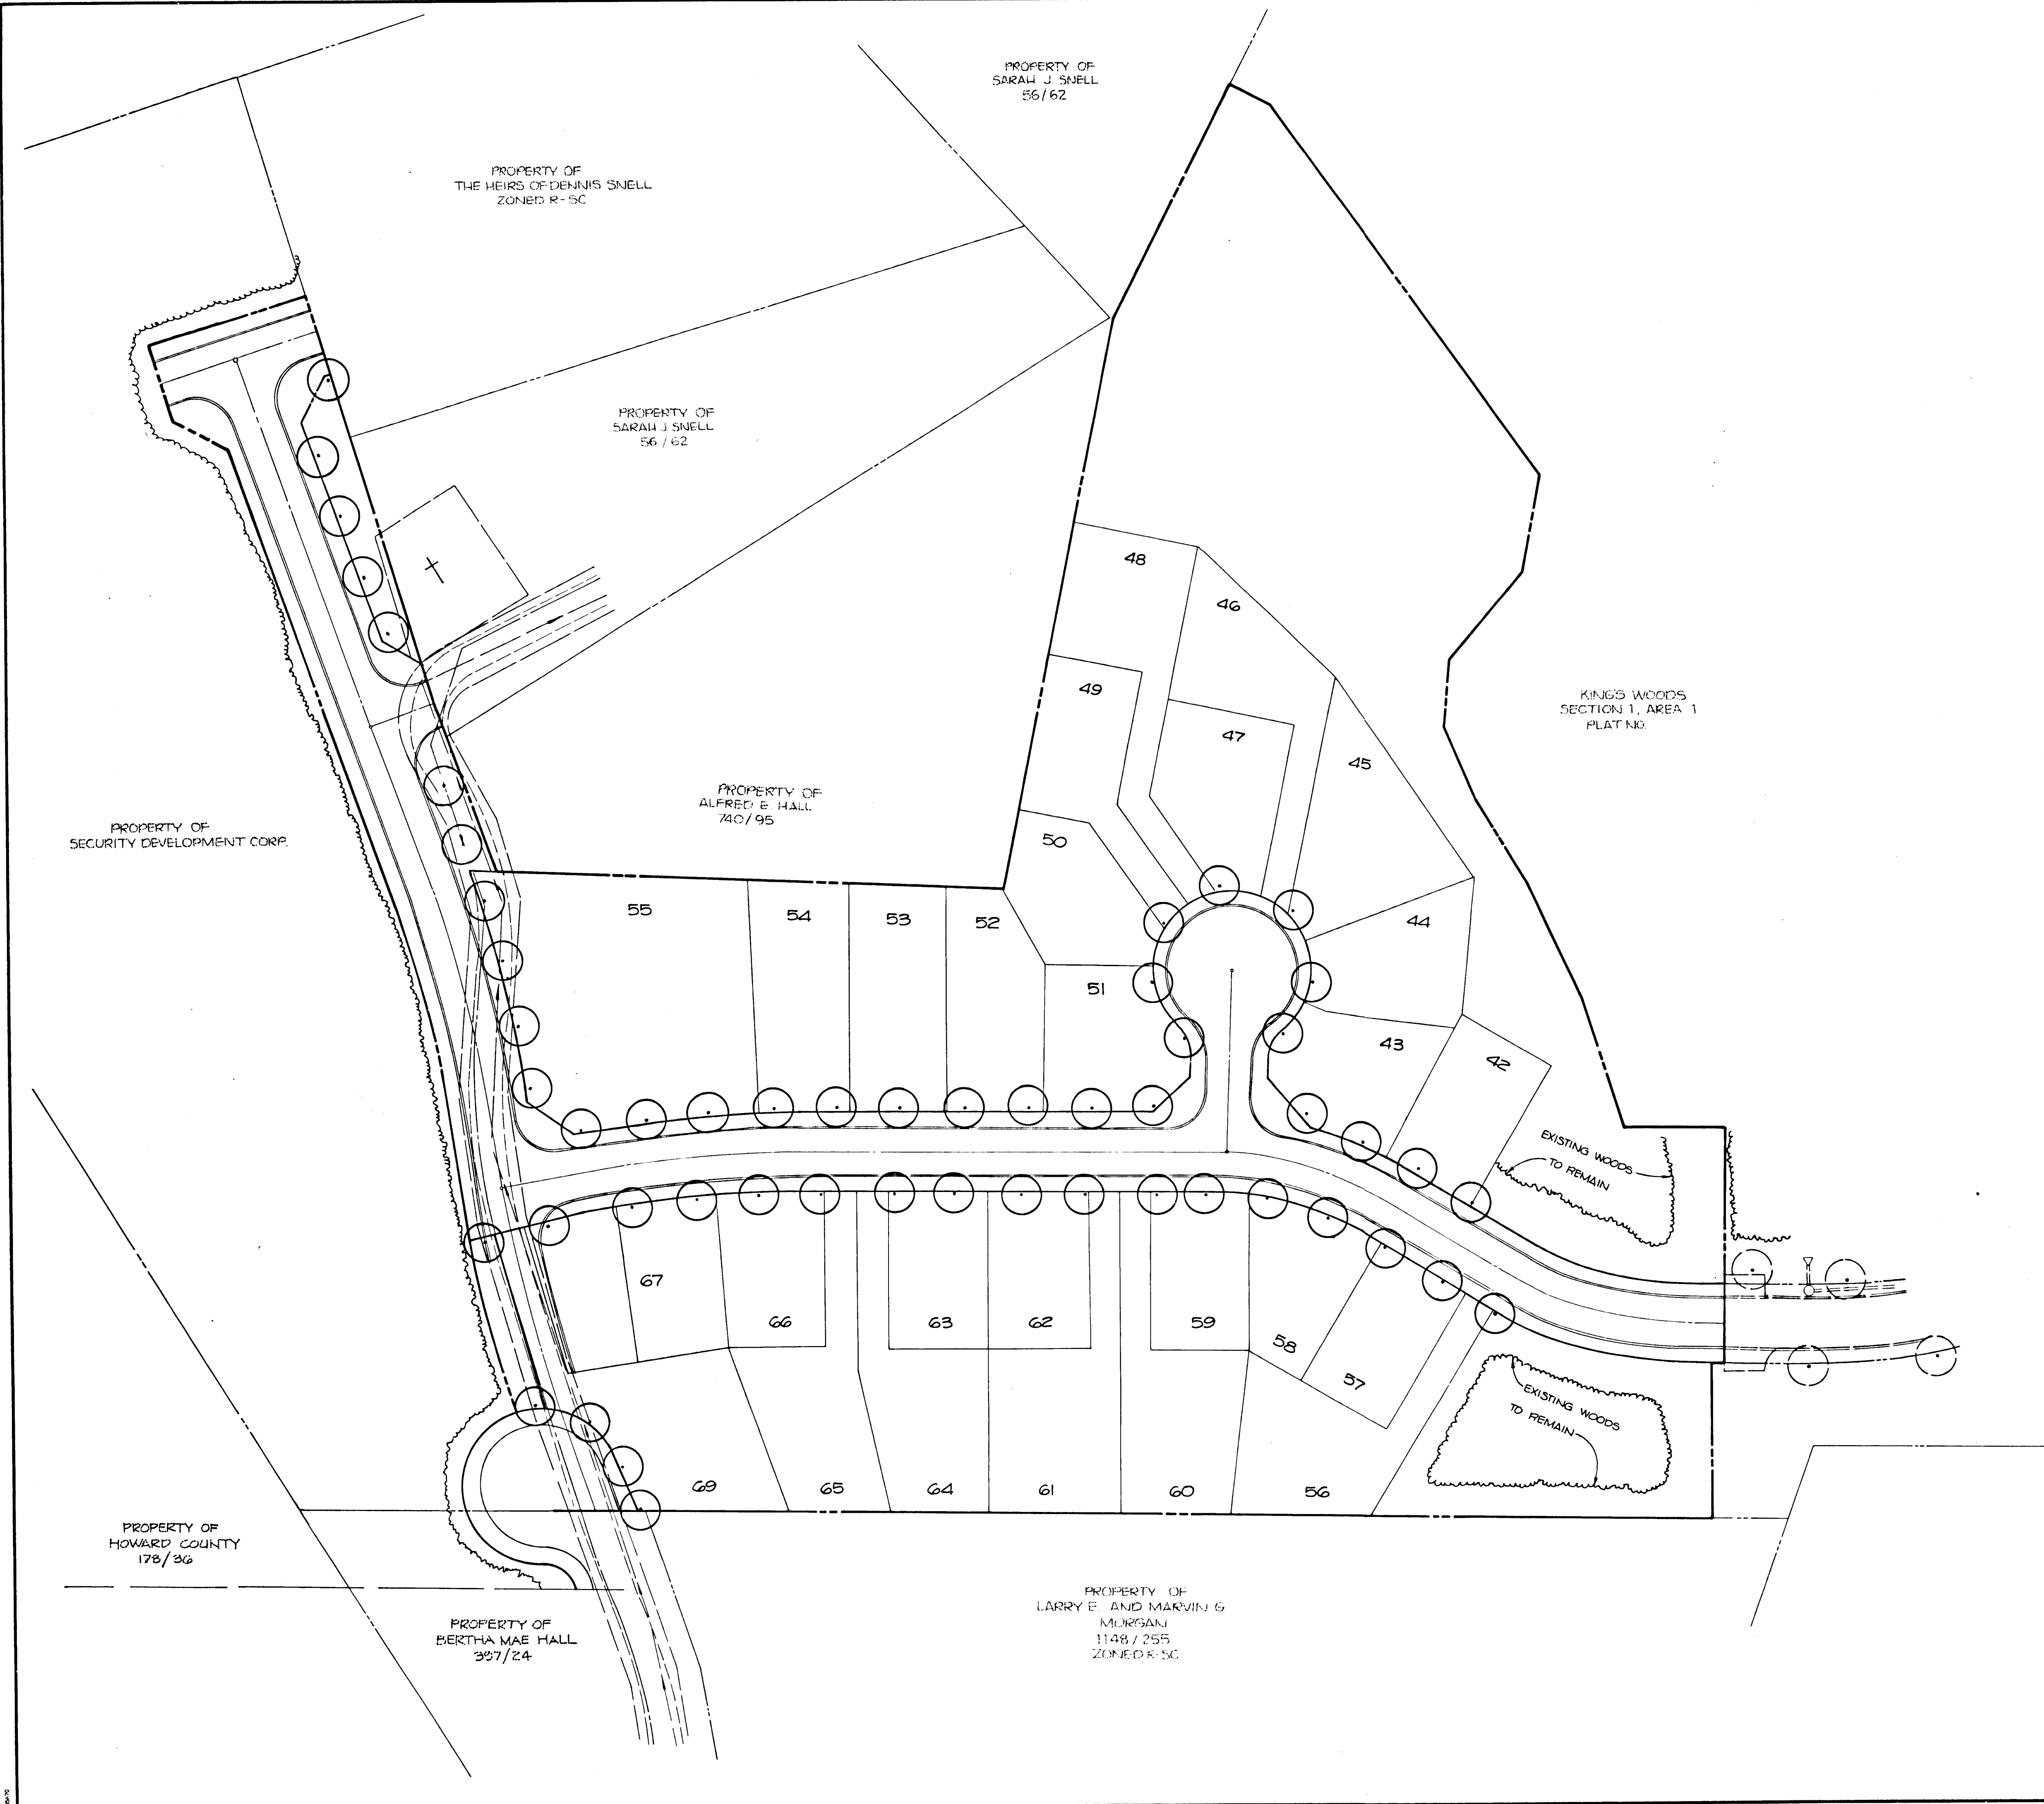 PROPERTY OF
SARAH J. SNELL
56/62
PROPERTY OF
THE HEIRS OF DENNIS SNELL
ZONED R-SC
PROPERTY OF
SARAH J SNELL
56 / 62
48
46
49
47
45
KING'S WOODS
SECTION 1, AREA 1
PLAT NO.
PROPERTY OF
ALFRED E. HALL
740/95
PROPERTY OF
SECURITY DEVELOPMENT CORP.
50
55
54
53
52
44
51
43
42
EXISTING WOODS
TO REMAIN
67
66
63
62
59
58
57
EXISTING WOODS
TO REMAIN
69
65
64
61
60
56
PROPERTY OF
HOWARD COUNTY
178/36
PROPERTY OF
BERTHA MAE HALL
397/24
PROPERTY OF
LARRY E. AND MARVIN G
MORGAN
1148 / 255
ZONED R-SC